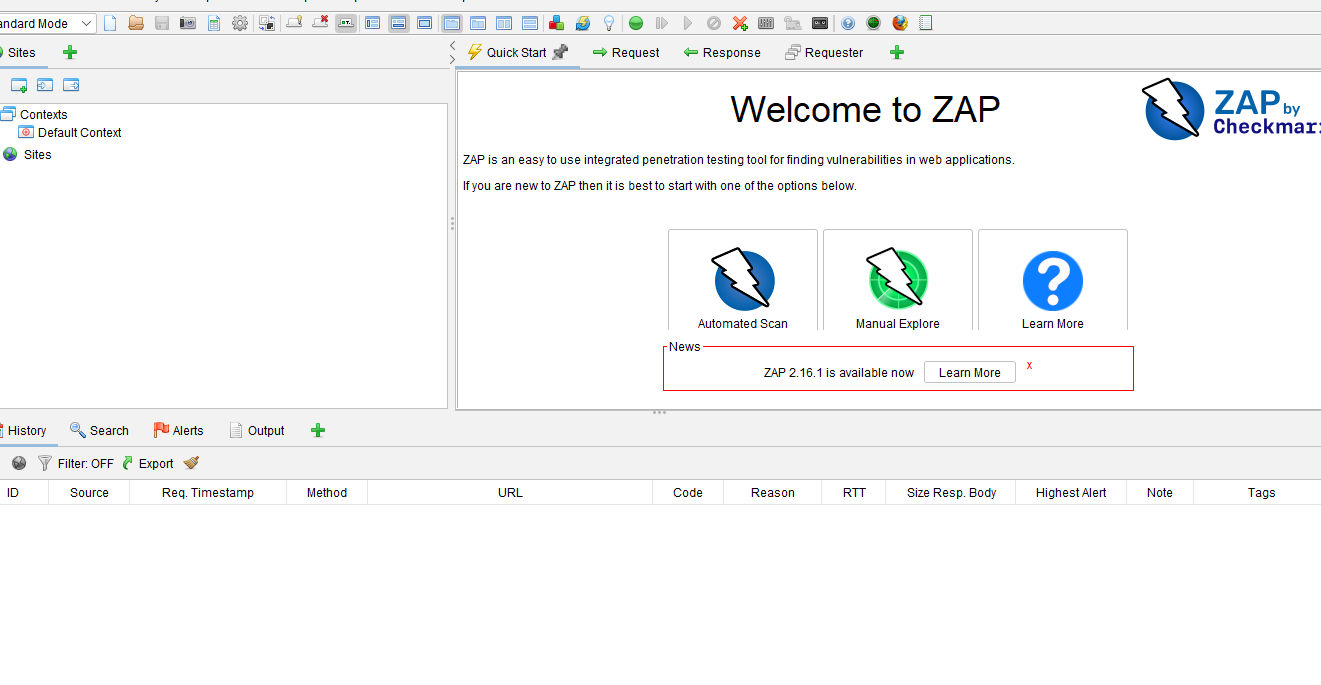 andard Mode
Sites
Quick Start
Request
Response
Requester
Contexts
Default Context
Sites
Welcome to ZAP
ZAP by
Checkmar
ZAP is an easy to use integrated penetration testing tool for finding vulnerabilities in web applications.
If you are new to ZAP then it is best to start with one of the options below.
Automated Scan
Manual Explore
Learn More
News
ZAP 2.16.1 is available now
Learn More
X
History
Search
Alerts
Output
Filter: OFF
Export
ID
Source
Req. Timestamp
Method
URL
Code
Reason
RTT
Size Resp. Body
Highest Alert
Note
Tags